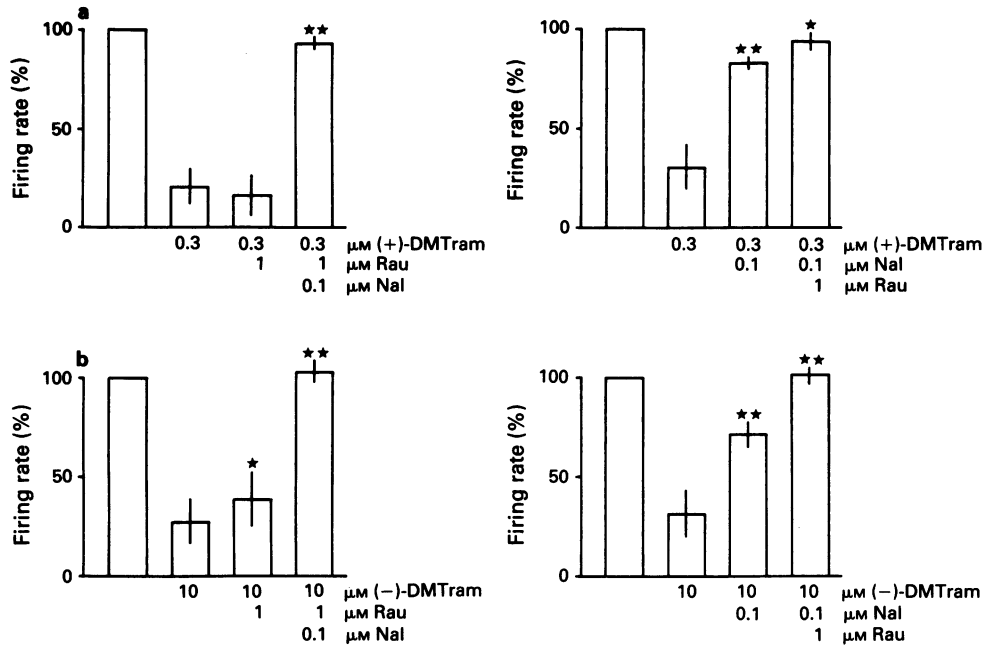 a
Firing rate (%)
100
50
0
★★
0.3 0.3 0.3 µM (+)-DMTram
1 1 µM Rau
0.1 µM Nal
Firing rate (%)
100
50
0
★★ ★
0.3 0.3 0.3 µM (+)-DMTram
0.1 0.1 µM Nal
1 µM Rau
b
Firing rate (%)
100
50
0
★ ★★
10 10 10 µM (−)-DMTram
1 1 µM Rau
0.1 µM Nal
Firing rate (%)
100
50
0
★★ ★★
10 10 10 µM (−)-DMTram
0.1 0.1 µM Nal
1 µM Rau